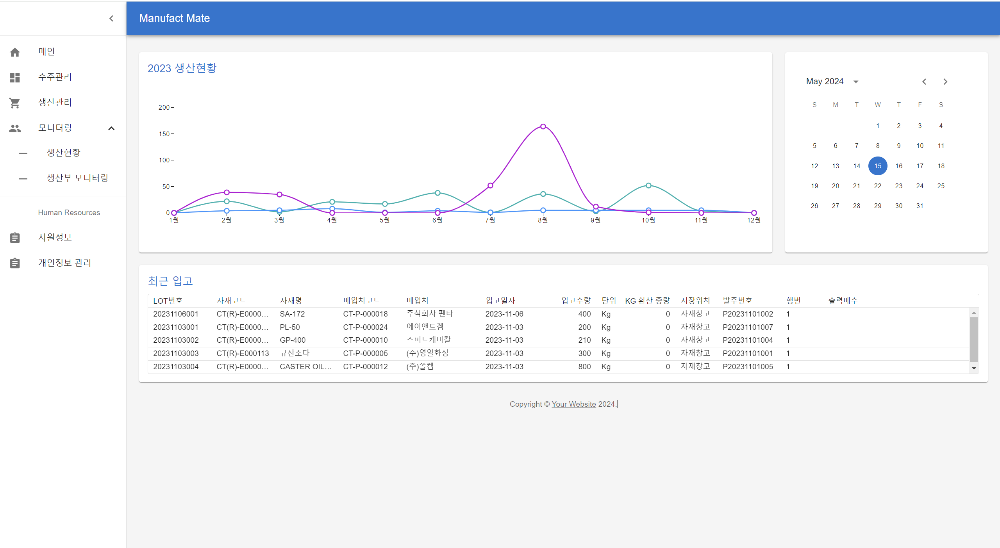 Manufact Mate
메인
수주관리
생산관리
모니터링
생산현황
생산부 모니터링
Human Resources
사원정보
개인정보 관리
2023 생산현황
200
150
100
50
0
1월 2월 3월 4월 5월 6월 7월 8월 9월 10월 11월 12월
May 2024
S M T W T F S
1 2 3 4
5 6 7 8 9 10 11
12 13 14 15 16 17 18
19 20 21 22 23 24 25
26 27 28 29 30 31
최근 입고
LOT번호 자재코드 자재명 매입처코드 매입처 입고일자 입고수량 단위 KG 환산 중량 저장위치 발주번호 행번 출력매수
20231106001 CT(R)-E0000... SA-172 CT-P-000018 주식회사 펜타 2023-11-06 400 Kg 0 자재창고 P20231101002 1
20231103001 CT(R)-E0000... PL-50 CT-P-000024 에이앤드켐 2023-11-03 200 Kg 0 자재창고 P20231101007 1
20231103002 CT(R)-E0000... GP-400 CT-P-000010 스피드케미칼 2023-11-03 210 Kg 0 자재창고 P20231101004 1
20231103003 CT(R)-E000113 규산소다 CT-P-000005 (주)영일화성 2023-11-03 300 Kg 0 자재창고 P20231101001 1
20231103004 CT(R)-E0000... CASTER OIL... CT-P-000012 (주)쏠켐 2023-11-03 800 Kg 0 자재창고 P20231101005 1
Copyright © Your Website 2024.